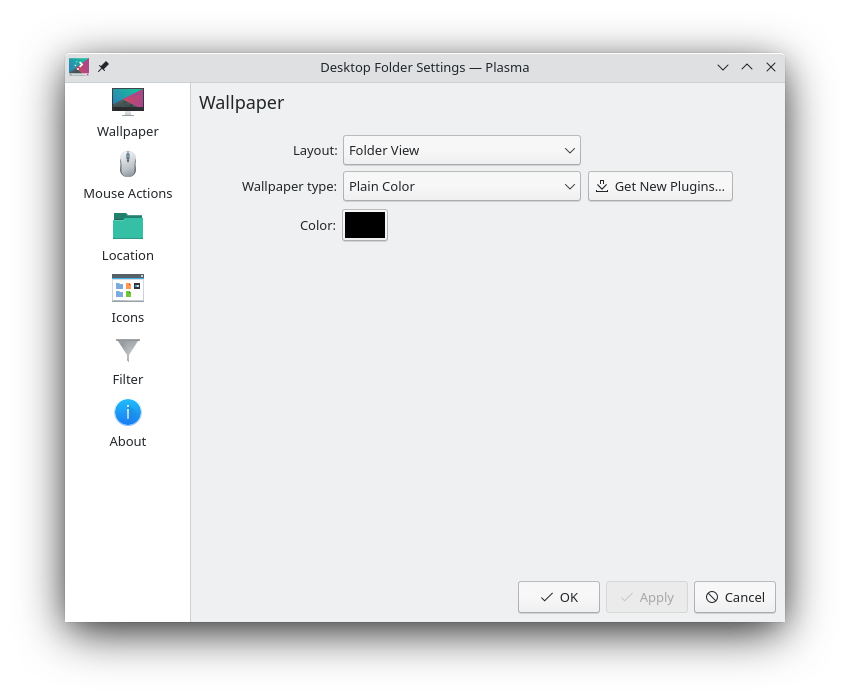 Desktop Folder Settings — Plasma
Wallpaper
Mouse Actions
Location
Icons
Filter
About
Wallpaper
Layout: Folder View
Wallpaper type: Plain Color Get New Plugins...
Color:
OK Apply Cancel